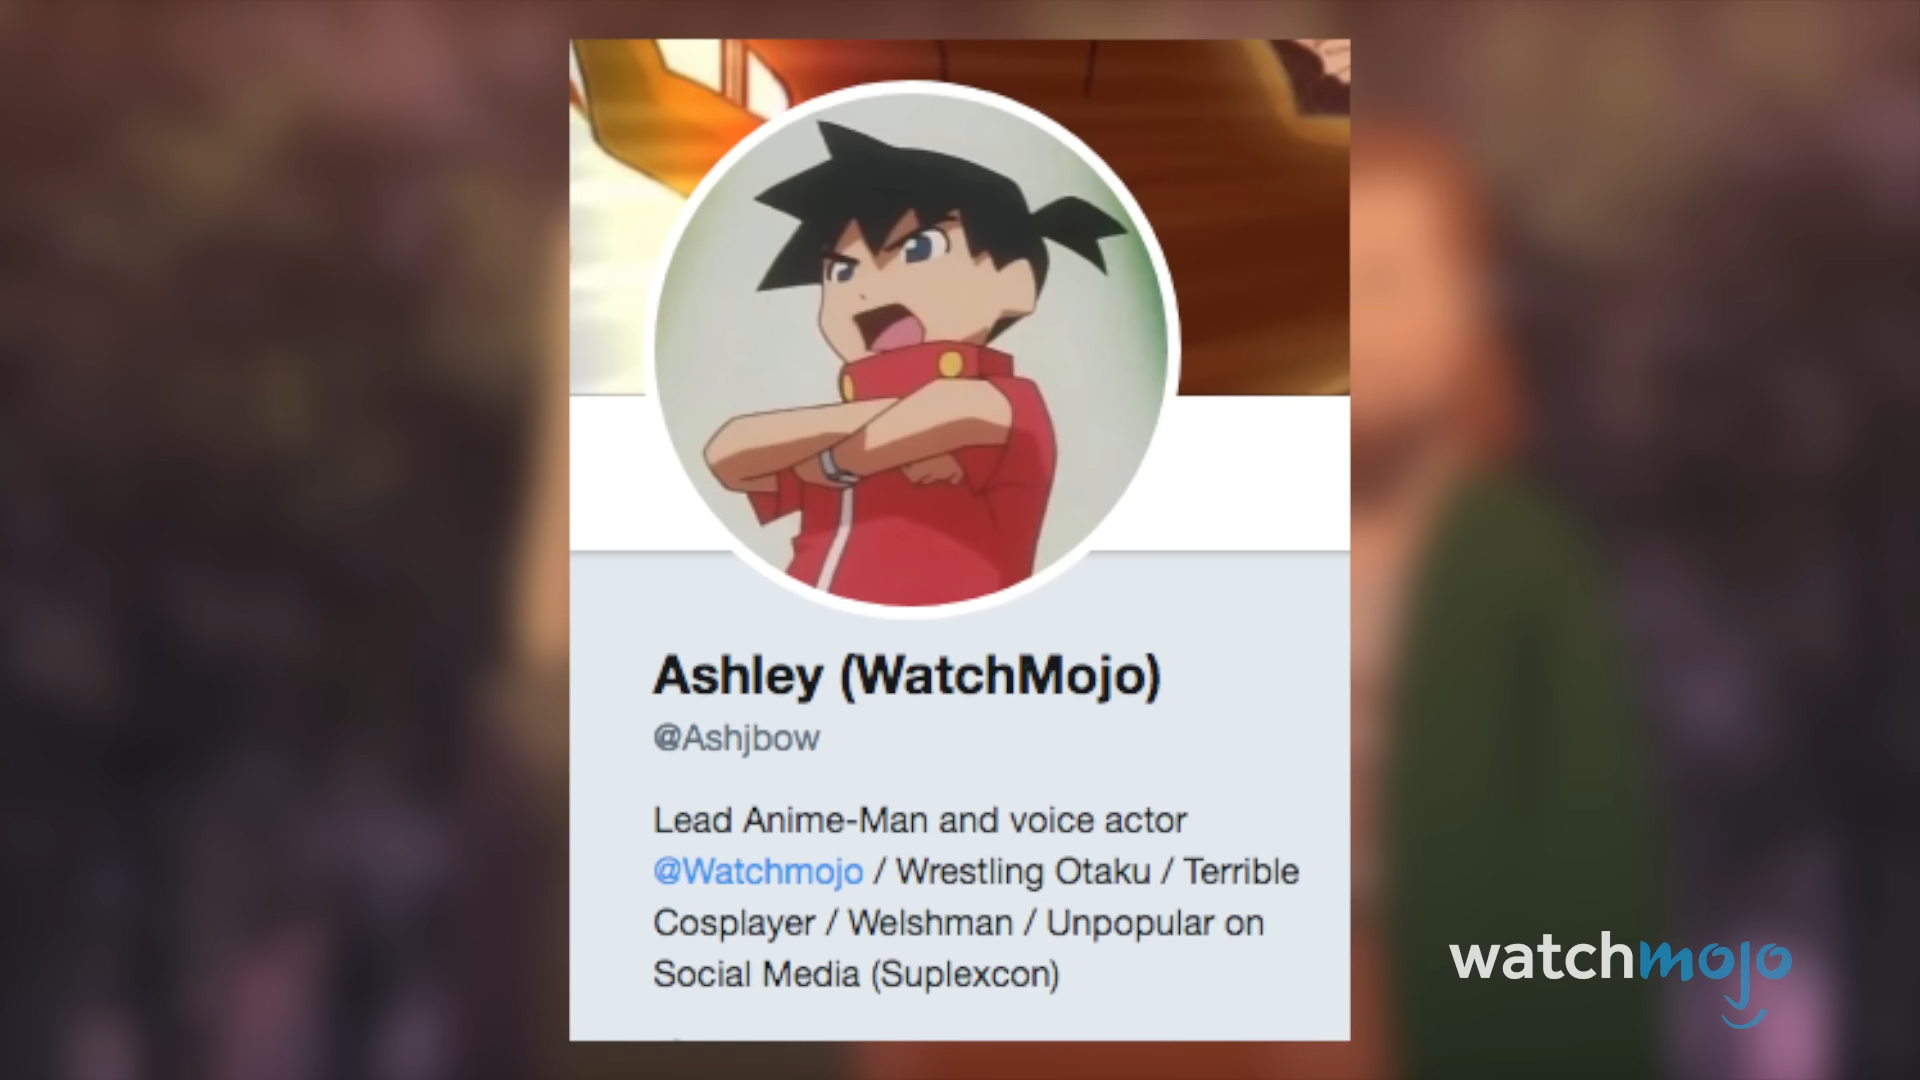 Ashley (WatchMojo)
@Ashjbow
Lead Anime-Man and voice actor
@Watchmojo / Wrestling Otaku / Terrible
Cosplayer / Welshman / Unpopular on
Social Media (Suplexcon)
watchmojo